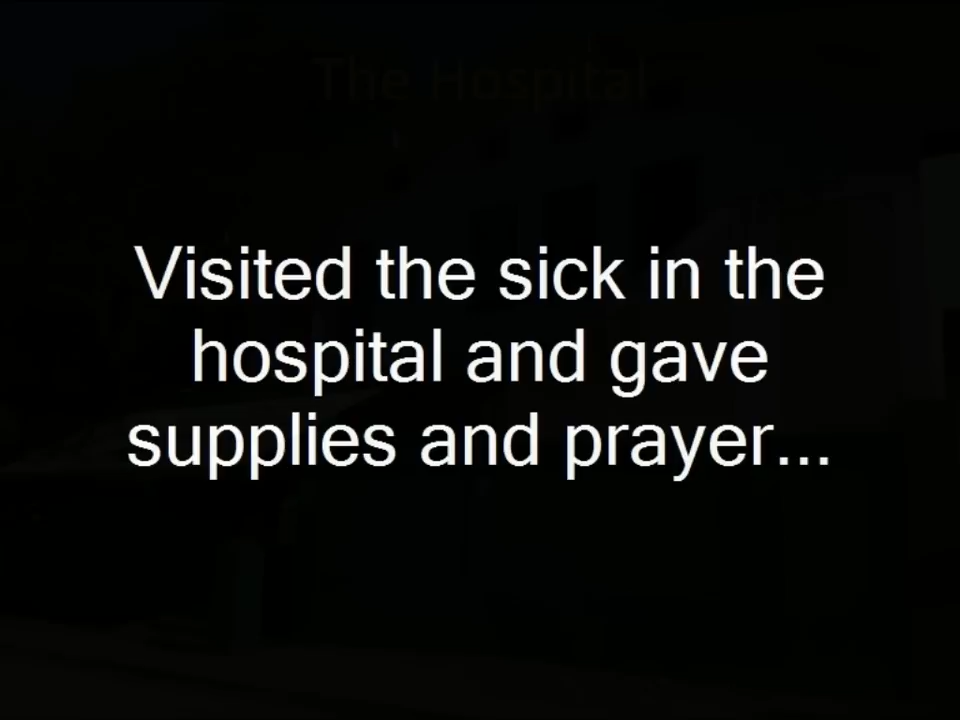 The Hospital
Visited the sick in the
hospital and gave
supplies and prayer...